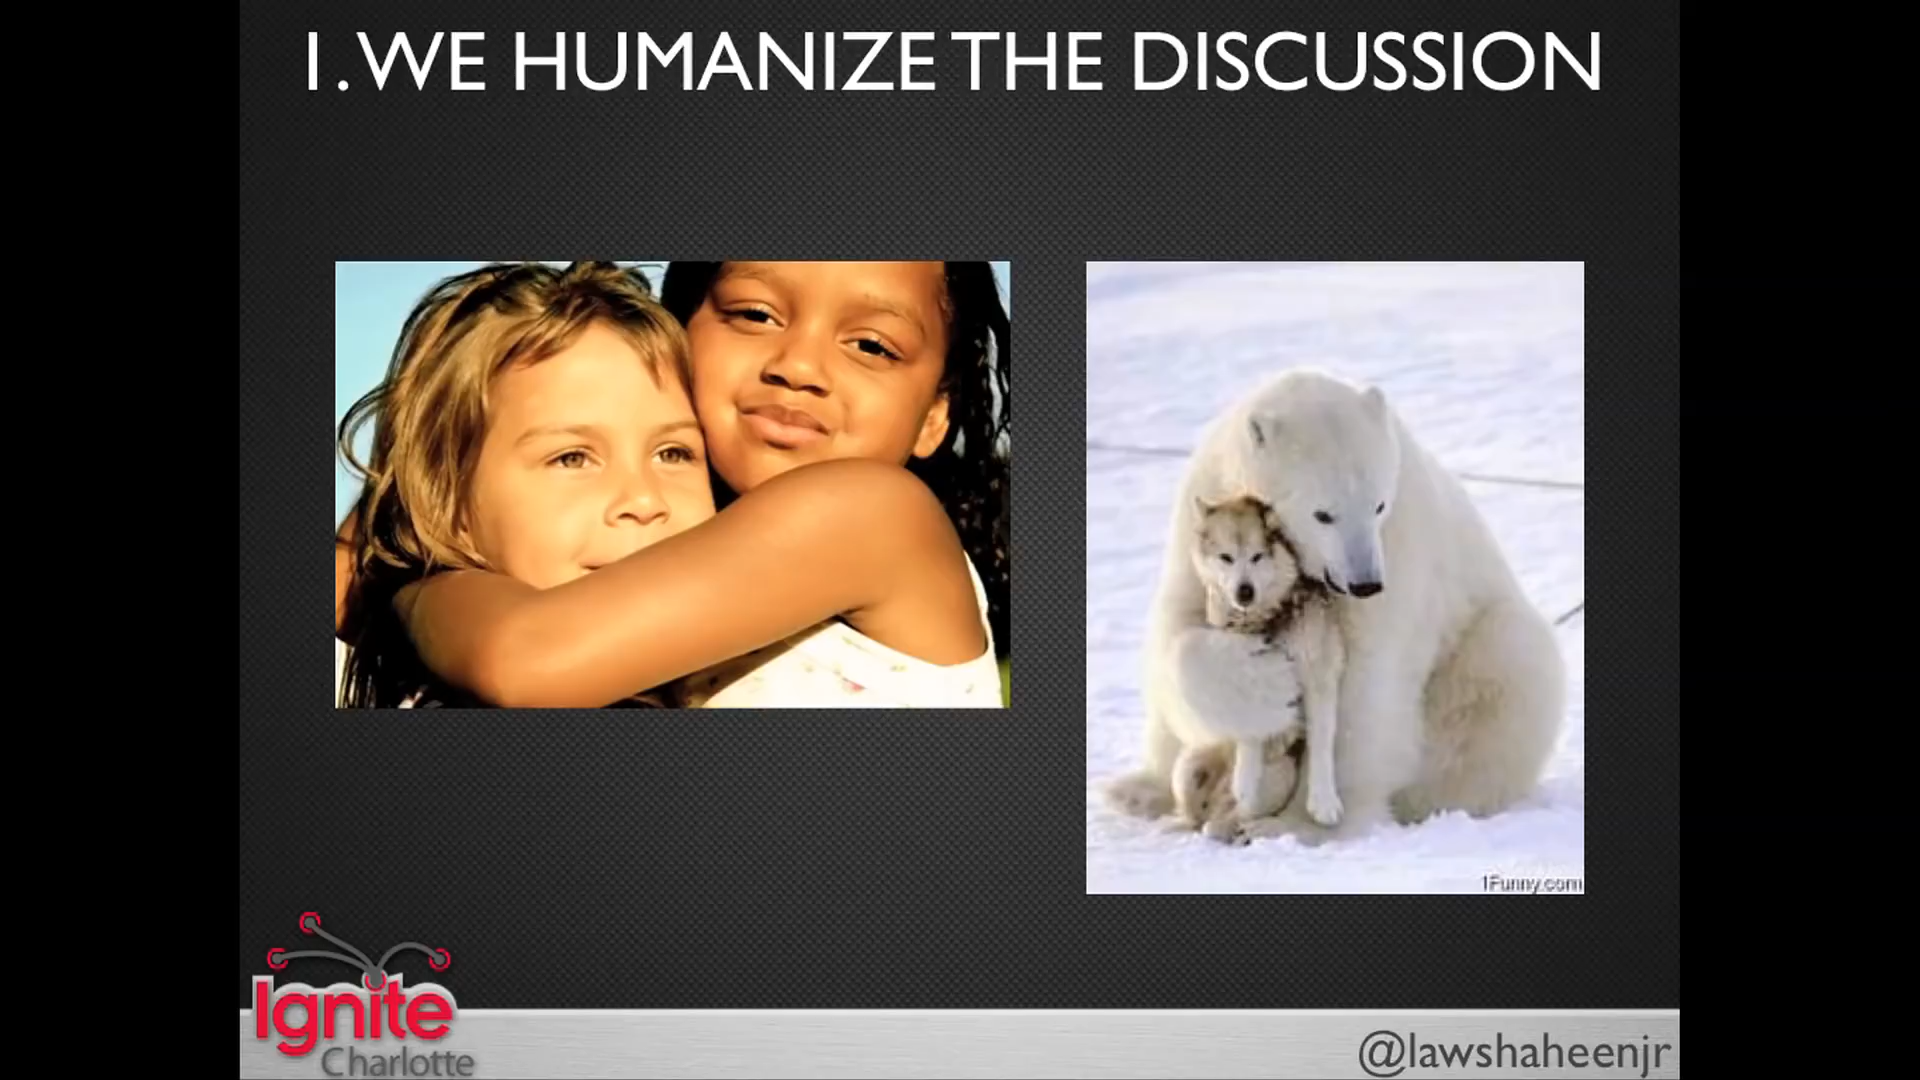 1. WE HUMANIZE THE DISCUSSION
1Funny.com
Ignite
Charlotte
@lawshaheenjr